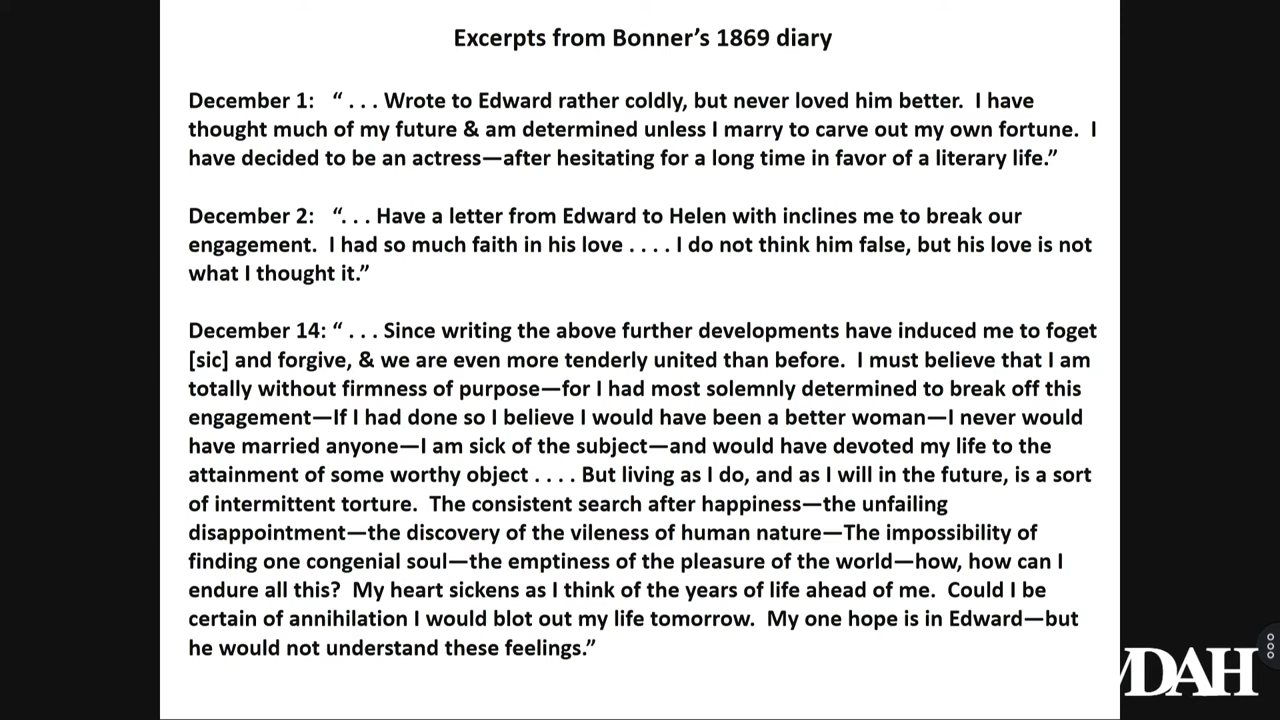 Excerpts from Bonner’s 1869 diary
December 1:   “ . . . Wrote to Edward rather coldly, but never loved him better.  I have
thought much of my future & am determined unless I marry to carve out my own fortune.  I
have decided to be an actress—after hesitating for a long time in favor of a literary life.”
December 2:   “. . . Have a letter from Edward to Helen with inclines me to break our
engagement.  I had so much faith in his love . . . . I do not think him false, but his love is not
what I thought it.”
December 14: “ . . . Since writing the above further developments have induced me to foget
[sic] and forgive, & we are even more tenderly united than before.  I must believe that I am
totally without firmness of purpose—for I had most solemnly determined to break off this
engagement—If I had done so I believe I would have been a better woman—I never would
have married anyone—I am sick of the subject—and would have devoted my life to the
attainment of some worthy object . . . . But living as I do, and as I will in the future, is a sort
of intermittent torture.  The consistent search after happiness—the unfailing
disappointment—the discovery of the vileness of human nature—The impossibility of
finding one congenial soul—the emptiness of the pleasure of the world—how, how can I
endure all this?  My heart sickens as I think of the years of life ahead of me.  Could I be
certain of annihilation I would blot out my life tomorrow.  My one hope is in Edward—but
he would not understand these feelings.”
DAH